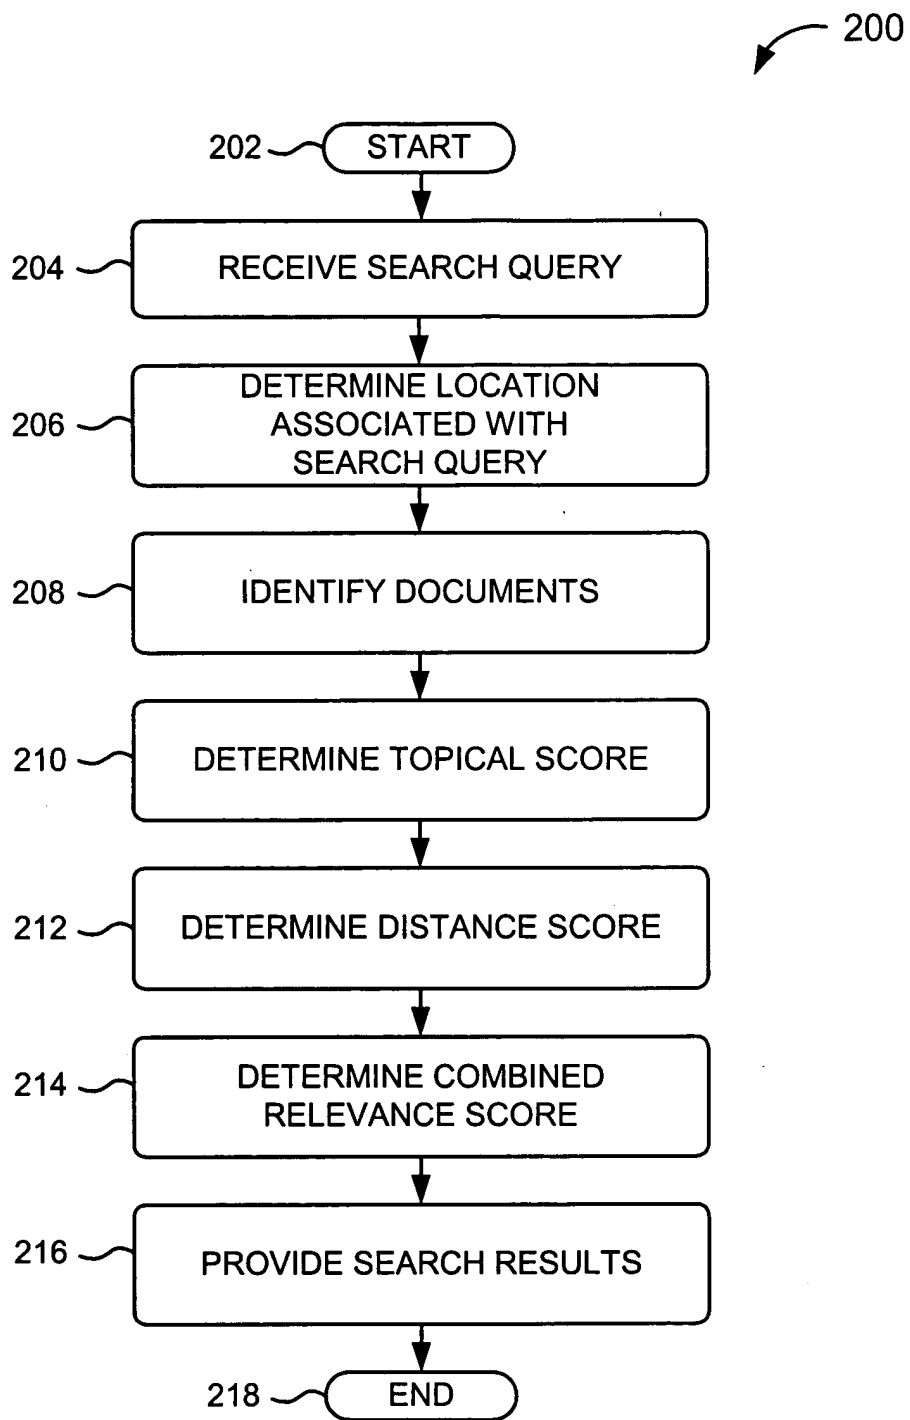 200
202 START
204 RECEIVE SEARCH QUERY
206 DETERMINE LOCATION
ASSOCIATED WITH
SEARCH QUERY
208 IDENTIFY DOCUMENTS
210 DETERMINE TOPICAL SCORE
212 DETERMINE DISTANCE SCORE
214 DETERMINE COMBINED
RELEVANCE SCORE
216 PROVIDE SEARCH RESULTS
218 END